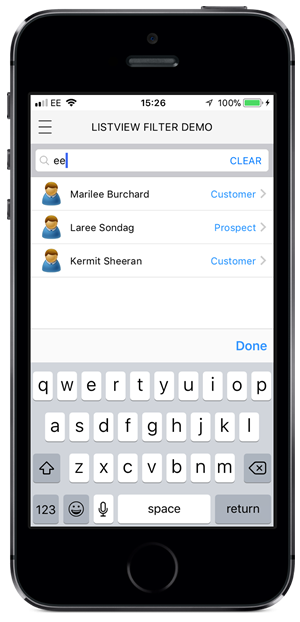 EE 15:26 100%
LISTVIEW FILTER DEMO
ee CLEAR
Marilee Burchard Customer
Laree Sondag Prospect
Kermit Sheeran Customer
Done
q w e r t y u i o p
a s d f g h j k l
z x c v b n m
123 space return